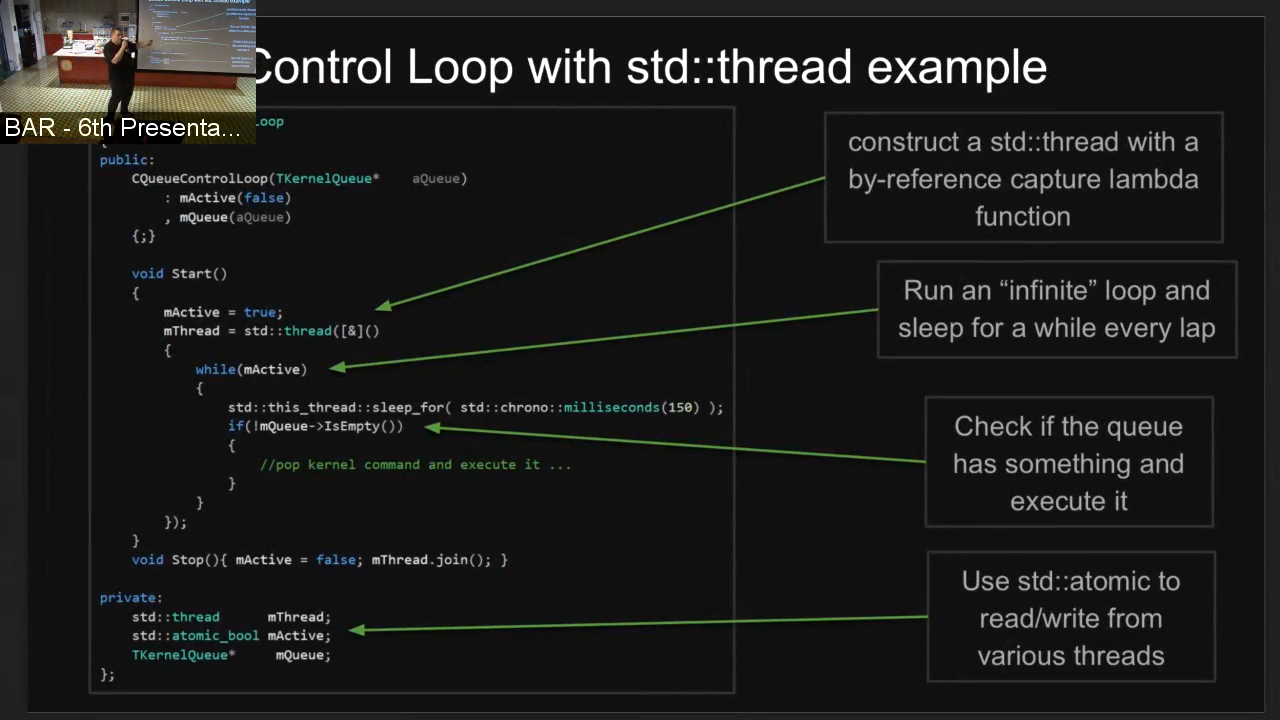 Control Loop with std::thread example
BAR - 6th Presenta...
Loop
{
public:
CQueueControlLoop(TKernelQueue* aQueue)
: mActive(false)
, mQueue(aQueue)
{;}
void Start()
{
mActive = true;
mThread = std::thread([&]()
{
while(mActive)
{
std::this_thread::sleep_for( std::chrono::milliseconds(150) );
if(!mQueue->IsEmpty())
{
//pop kernel command and execute it ...
}
}
});
}
void Stop(){ mActive = false; mThread.join(); }
private:
std::thread mThread;
std::atomic_bool mActive;
TKernelQueue* mQueue;
};
construct a std::thread with a
by-reference capture lambda
function
Run an “infinite” loop and
sleep for a while every lap
Check if the queue
has something and
execute it
Use std::atomic to
read/write from
various threads